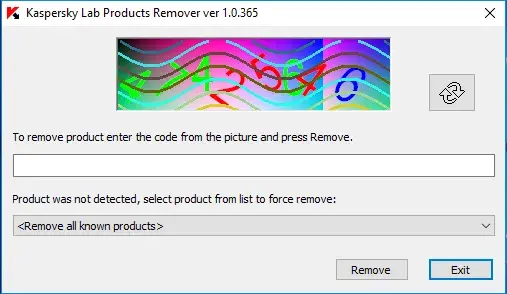 Kaspersky Lab Products Remover ver 1.0.365
To remove product enter the code from the picture and press Remove.
Product was not detected, select product from list to force remove:
<Remove all known products>
Remove
Exit